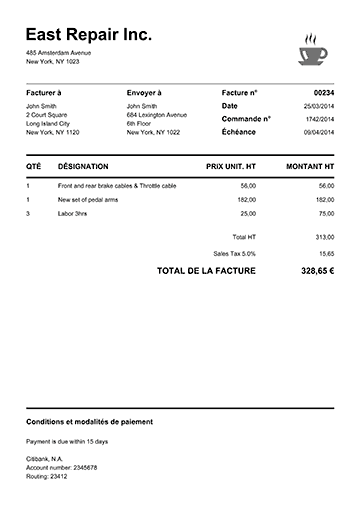 East Repair Inc.
485 Amsterdam Avenue
New York, NY 1023
Facturer à Envoyer à Facture n° 00234
John Smith John Smith Date 25/03/2014
2 Court Square 684 Lexington Avenue Commande n° 1742/2014
Long Island City 6th Floor Échéance 09/04/2014
New York, NY 1120 New York, NY 1022
QTÉ DÉSIGNATION PRIX UNIT. HT MONTANT HT
1 Front and rear brake cables & Throttle cable 56,00 56,00
1 New set of pedal arms 182,00 182,00
3 Labor 3hrs 25,00 75,00
Total HT 313,00
Sales Tax 5.0% 15,65
TOTAL DE LA FACTURE 328,65 €
Conditions et modalités de paiement
Payment is due within 15 days
Citibank, N.A.
Account number: 2345678
Routing: 23412